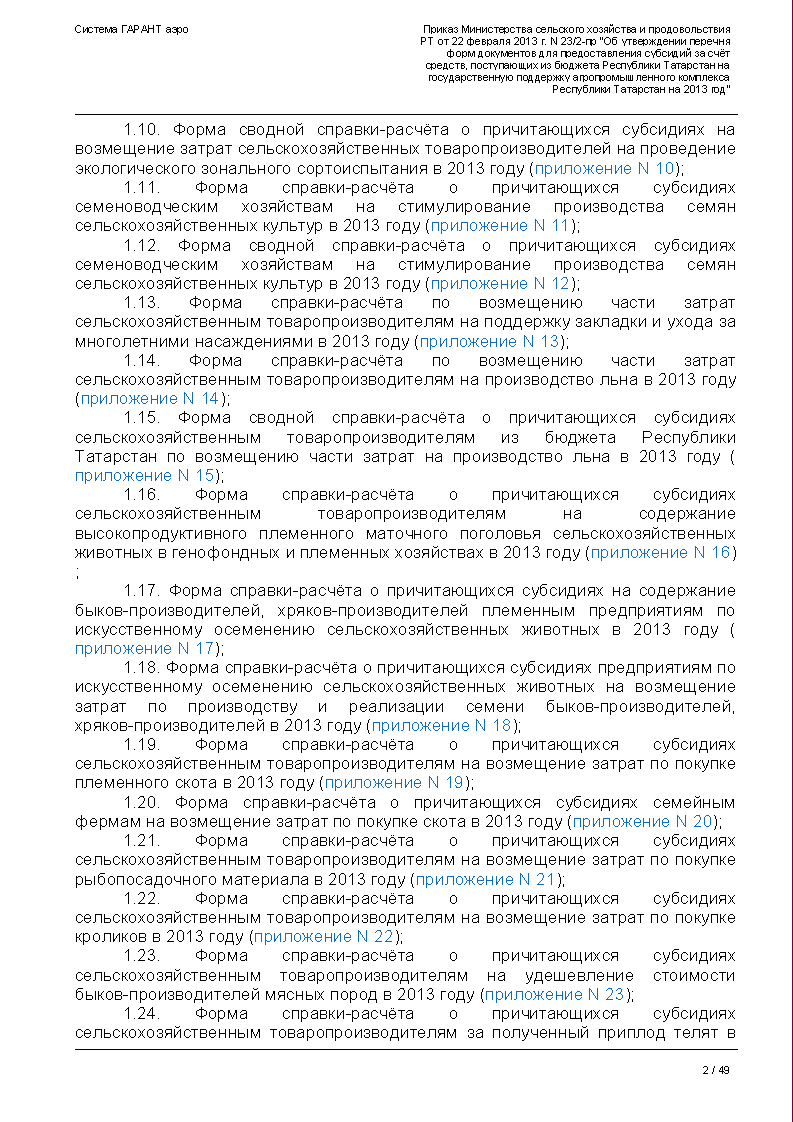 Система ГАРАНТ аэро
Приказ Министерства сельского хозяйства и продовольствия
РТ от 22 февраля 2013 г. N 23/2-пр "Об утверждении перечня
форм документов для предоставления субсидий за счёт
средств, поступающих из бюджета Республики Татарстан на
государственную поддержку агропромышленного комплекса
Республики Татарстан на 2013 год"
1.10. Форма сводной справки-расчёта о причитающихся субсидиях на
возмещение затрат сельскохозяйственных товаропроизводителей на проведение
экологического зонального сортоиспытания в 2013 году (приложение N 10);
1.11. Форма справки-расчёта о причитающихся субсидиях
семеноводческим хозяйствам на стимулирование производства семян
сельскохозяйственных культур в 2013 году (приложение N 11);
1.12. Форма сводной справки-расчёта о причитающихся субсидиях
семеноводческим хозяйствам на стимулирование производства семян
сельскохозяйственных культур в 2013 году (приложение N 12);
1.13. Форма справки-расчёта по возмещению части затрат
сельскохозяйственным товаропроизводителям на поддержку закладки и ухода за
многолетними насаждениями в 2013 году (приложение N 13);
1.14. Форма справки-расчёта по возмещению части затрат
сельскохозяйственным товаропроизводителям на производство льна в 2013 году
(приложение N 14);
1.15. Форма сводной справки-расчёта о причитающихся субсидиях
сельскохозяйственным товаропроизводителям из бюджета Республики
Татарстан по возмещению части затрат на производство льна в 2013 году (
приложение N 15);
1.16. Форма справки-расчёта о причитающихся субсидиях
сельскохозяйственным товаропроизводителям на содержание
высокопродуктивного племенного маточного поголовья сельскохозяйственных
животных в генофондных и племенных хозяйствах в 2013 году (приложение N 16)
;
1.17. Форма справки-расчёта о причитающихся субсидиях на содержание
быков-производителей, хряков-производителей племенным предприятиям по
искусственному осеменению сельскохозяйственных животных в 2013 году (
приложение N 17);
1.18. Форма справки-расчёта о причитающихся субсидиях предприятиям по
искусственному осеменению сельскохозяйственных животных на возмещение
затрат по производству и реализации семени быков-производителей,
хряков-производителей в 2013 году (приложение N 18);
1.19. Форма справки-расчёта о причитающихся субсидиях
сельскохозяйственным товаропроизводителям на возмещение затрат по покупке
племенного скота в 2013 году (приложение N 19);
1.20. Форма справки-расчёта о причитающихся субсидиях семейным
фермам на возмещение затрат по покупке скота в 2013 году (приложение N 20);
1.21. Форма справки-расчёта о причитающихся субсидиях
сельскохозяйственным товаропроизводителям на возмещение затрат по покупке
рыбопосадочного материала в 2013 году (приложение N 21);
1.22. Форма справки-расчёта о причитающихся субсидиях
сельскохозяйственным товаропроизводителям на возмещение затрат по покупке
кроликов в 2013 году (приложение N 22);
1.23. Форма справки-расчёта о причитающихся субсидиях
сельскохозяйственным товаропроизводителям на удешевление стоимости
быков-производителей мясных пород в 2013 году (приложение N 23);
1.24. Форма справки-расчёта о причитающихся субсидиях
сельскохозяйственным товаропроизводителям за полученный приплод телят в
2 / 49